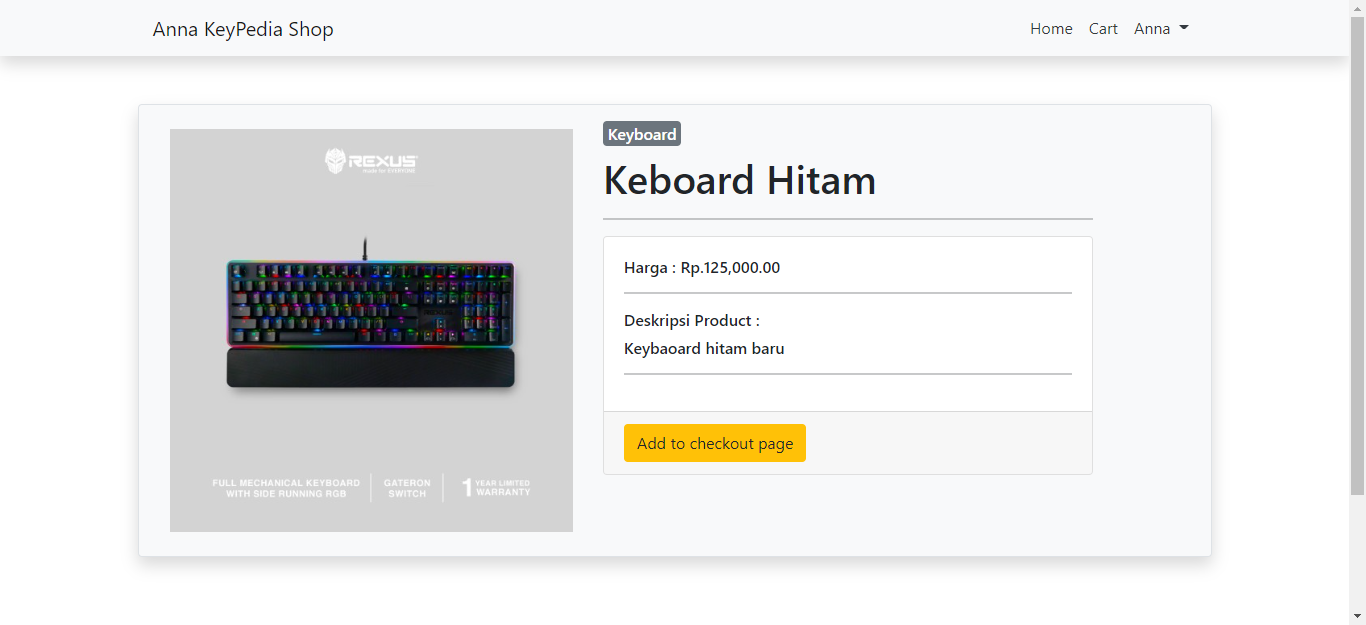 Anna KeyPedia Shop
Home
Cart
Anna
REXUS
made for EVERYONE
FULL MECHANICAL KEYBOARD
WITH SIDE RUNNING RGB
GATERON
SWITCH
1 YEAR LIMITED
WARRANTY
Keyboard
Keboard Hitam
Harga : Rp.125,000.00
Deskripsi Product :
Keybaoard hitam baru
Add to checkout page